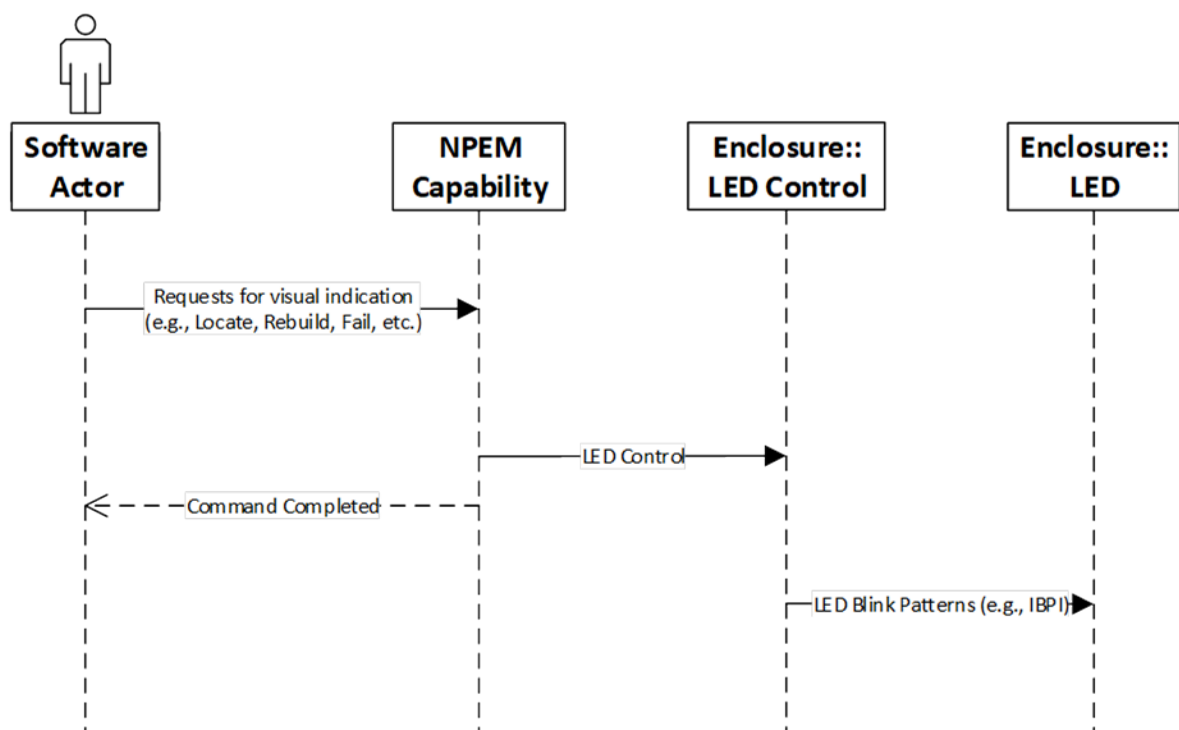 Software
Actor
NPEM
Capability
Enclosure::
LED Control
Enclosure::
LED
Requests for visual indication
(e.g., Locate, Rebuild, Fail, etc.)
LED Control
Command Completed
LED Blink Patterns (e.g., IBPI)